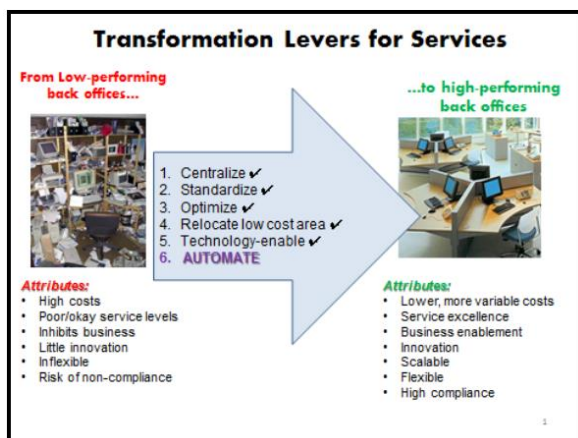 Transformation Levers for Services
From Low-performing
back offices...
...to high-performing
back offices
1. Centralize ✔
2. Standardize ✔
3. Optimize ✔
4. Relocate low cost area ✔
5. Technology-enable ✔
6. AUTOMATE
Attributes:
• High costs
• Poor/okay service levels
• Inhibits business
• Little innovation
• Inflexible
• Risk of non-compliance
Attributes:
• Lower, more variable costs
• Service excellence
• Business enablement
• Innovation
• Scalable
• Flexible
• High compliance
1